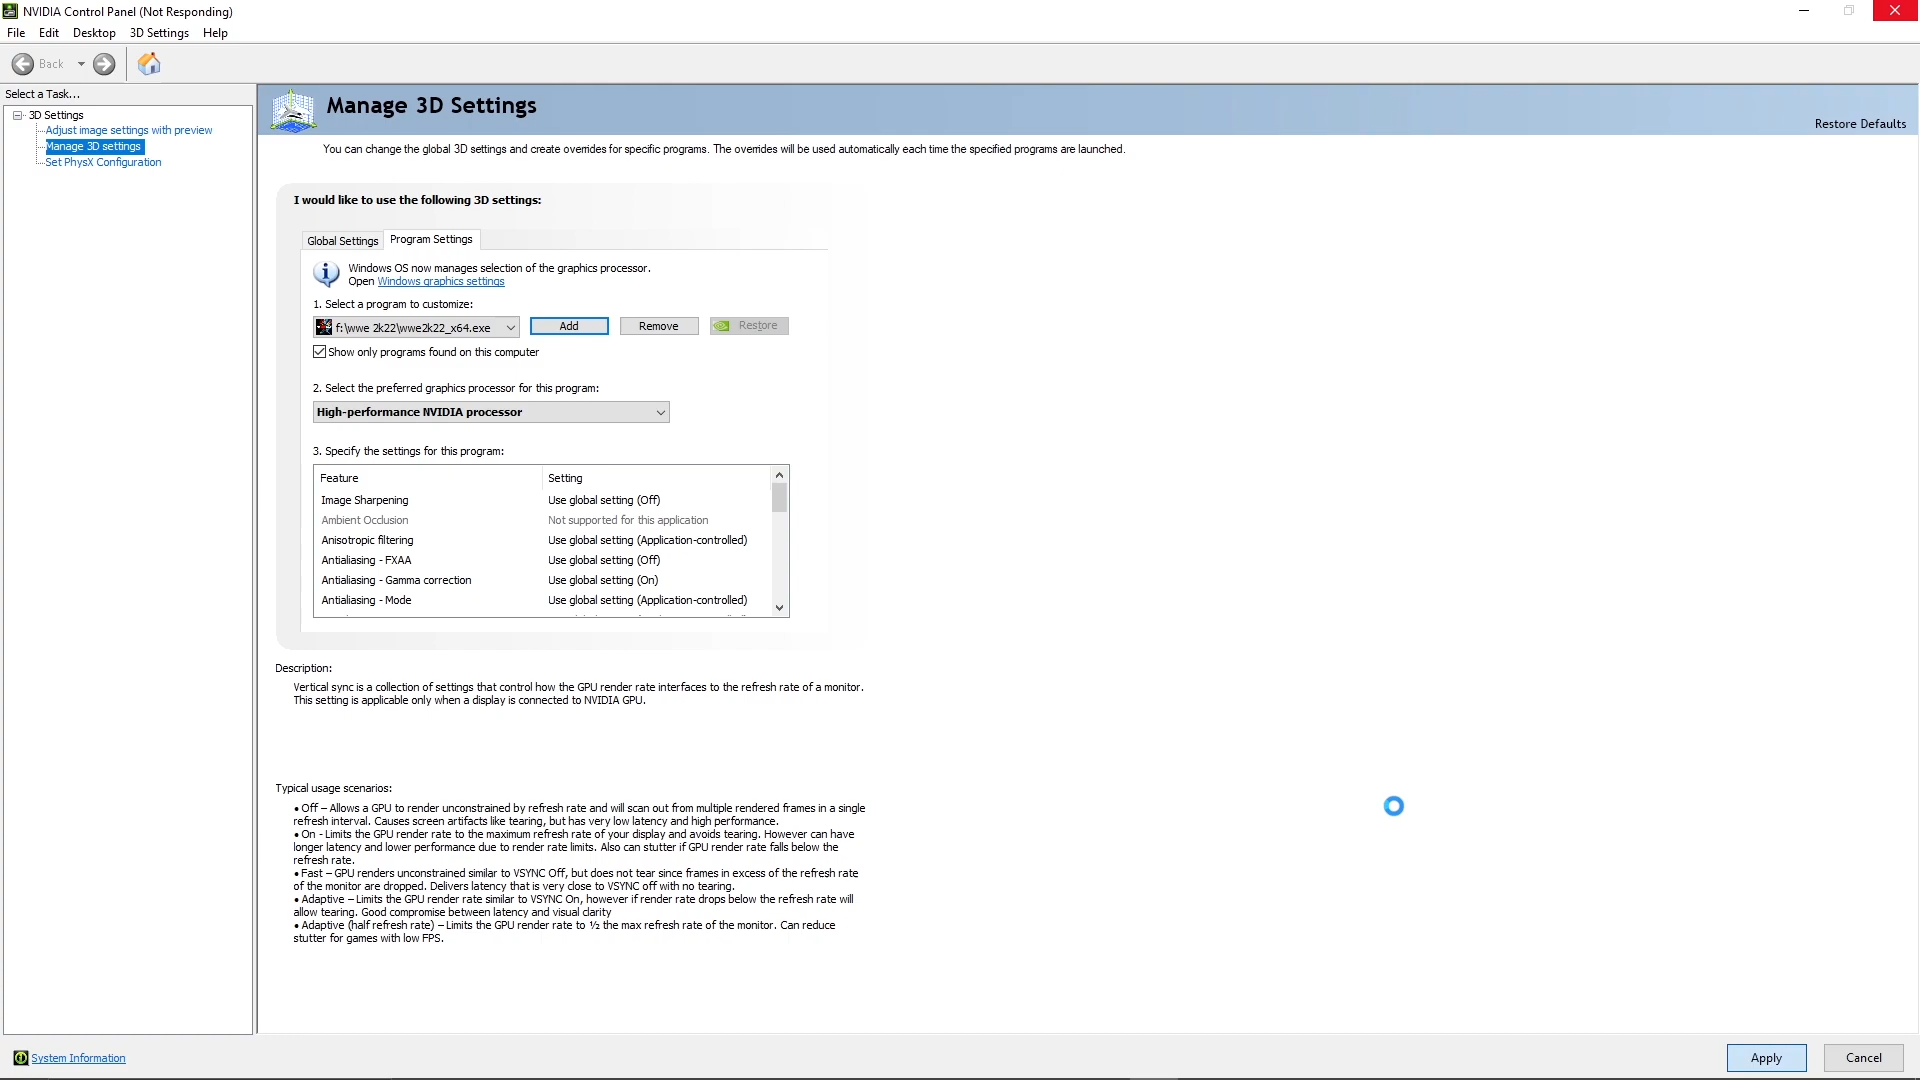 NVIDIA Control Panel (Not Responding)
File Edit Desktop 3D Settings Help
Back
Select a Task...
3D Settings
Adjust image settings with preview
Manage 3D settings
Set PhysX Configuration
Manage 3D Settings
Restore Defaults
You can change the global 3D settings and create overrides for specific programs. The overrides will be used automatically each time the specified programs are launched.
I would like to use the following 3D settings:
Global Settings Program Settings
Windows OS now manages selection of the graphics processor.
Open Windows graphics settings
1. Select a program to customize:
f:\wwe 2k22\wwe2k22_x64.exe Add Remove Restore
Show only programs found on this computer
2. Select the preferred graphics processor for this program:
High-performance NVIDIA processor
3. Specify the settings for this program:
Feature Setting
Image Sharpening Use global setting (Off)
Ambient Occlusion Not supported for this application
Anisotropic filtering Use global setting (Application-controlled)
Antialiasing - FXAA Use global setting (Off)
Antialiasing - Gamma correction Use global setting (On)
Antialiasing - Mode Use global setting (Application-controlled)
Description:
Vertical sync is a collection of settings that control how the GPU render rate interfaces to the refresh rate of a monitor.
This setting is applicable only when a display is connected to NVIDIA GPU.
Typical usage scenarios:
• Off – Allows a GPU to render unconstrained by refresh rate and will scan out from multiple rendered frames in a single
refresh interval. Causes screen artifacts like tearing, but has very low latency and high performance.
• On - Limits the GPU render rate to the maximum refresh rate of your display and avoids tearing. However can have
longer latency and lower performance due to render rate limits. Also can stutter if GPU render rate falls below the
refresh rate.
• Fast – GPU renders unconstrained similar to VSYNC Off, but does not tear since frames in excess of the refresh rate
of the monitor are dropped. Delivers latency that is very close to VSYNC off with no tearing.
• Adaptive – Limits the GPU render rate similar to VSYNC On, however if render rate drops below the refresh rate will
allow tearing. Good compromise between latency and visual clarity
• Adaptive (half refresh rate) – Limits the GPU render rate to ½ the max refresh rate of the monitor. Can reduce
stutter for games with low FPS.
System Information
Apply Cancel